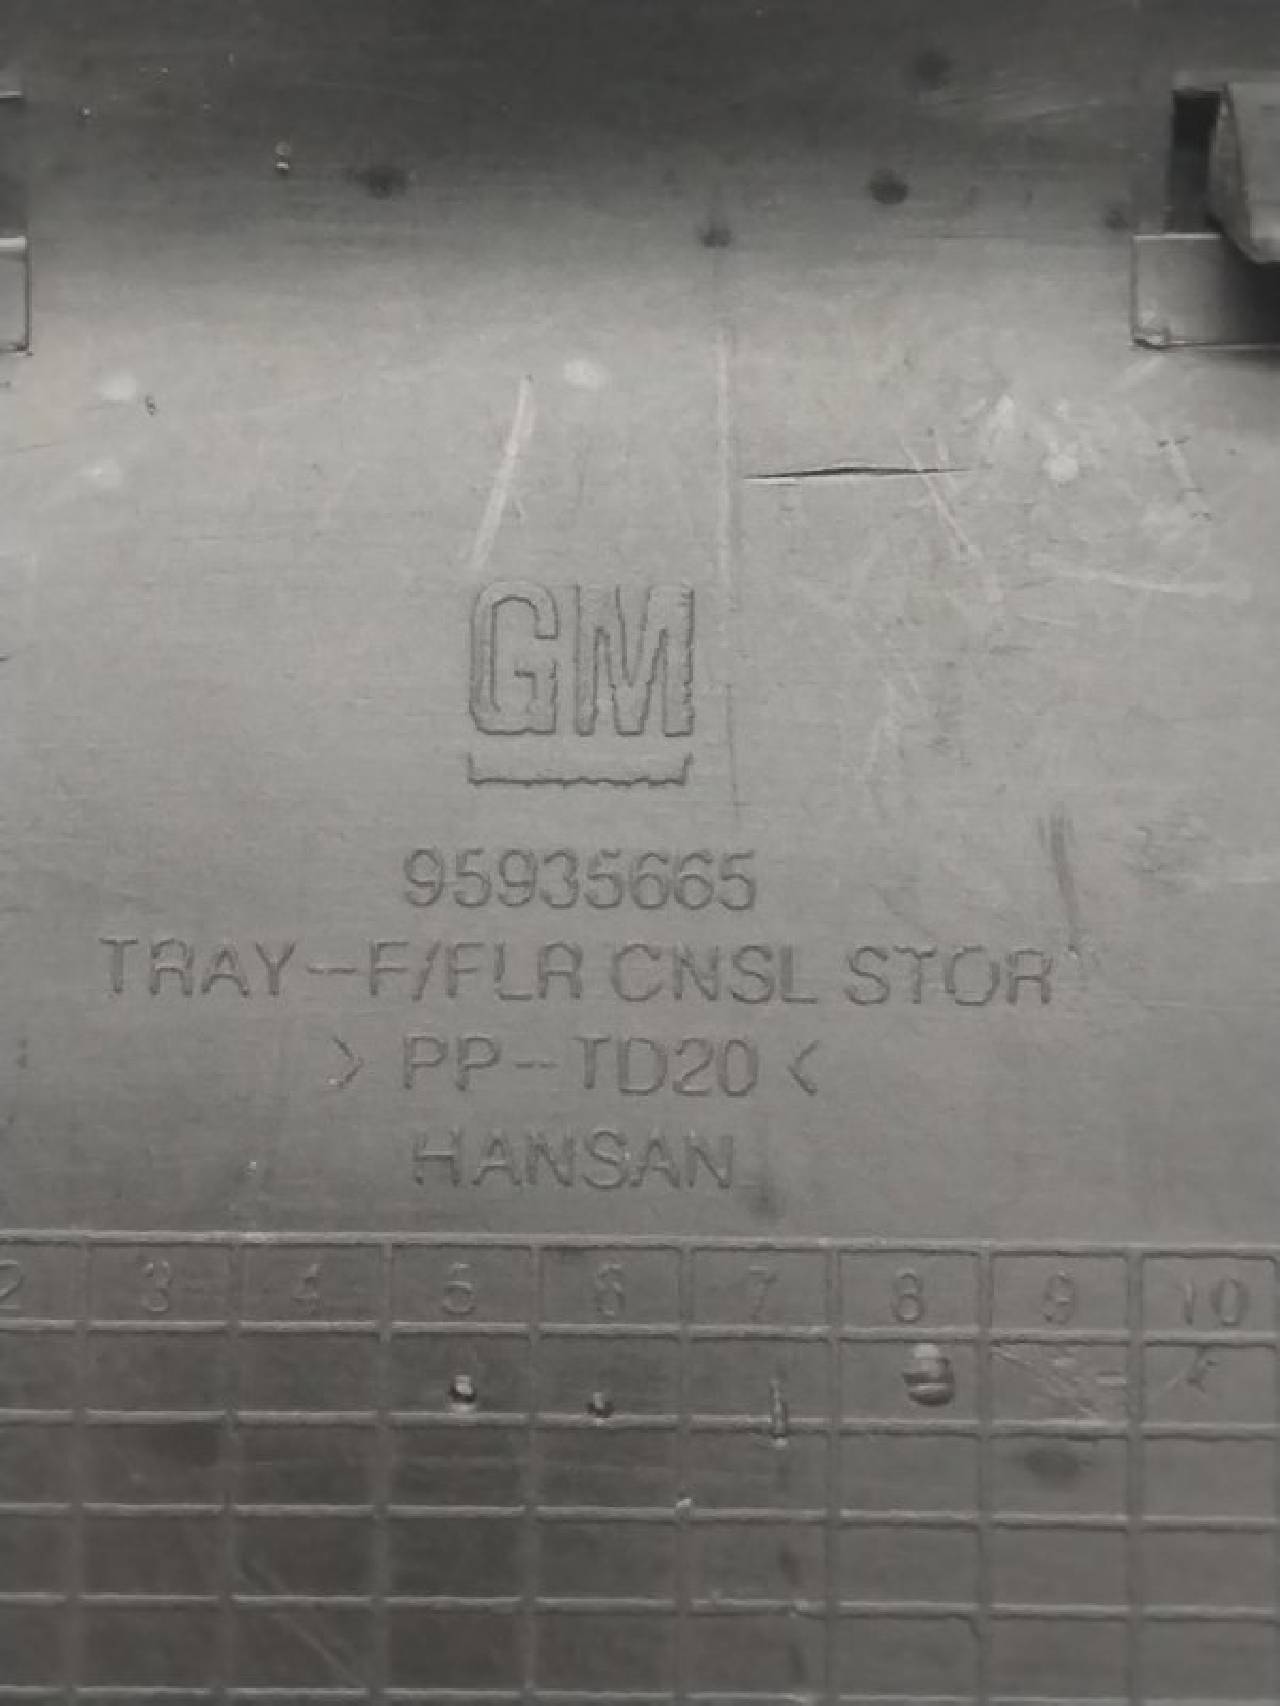 GM
95935665
TRAY-F/FLR CNSL STOR
>PP-TD20<
HANSAN
2 3 4 5 6 7 8 9 10